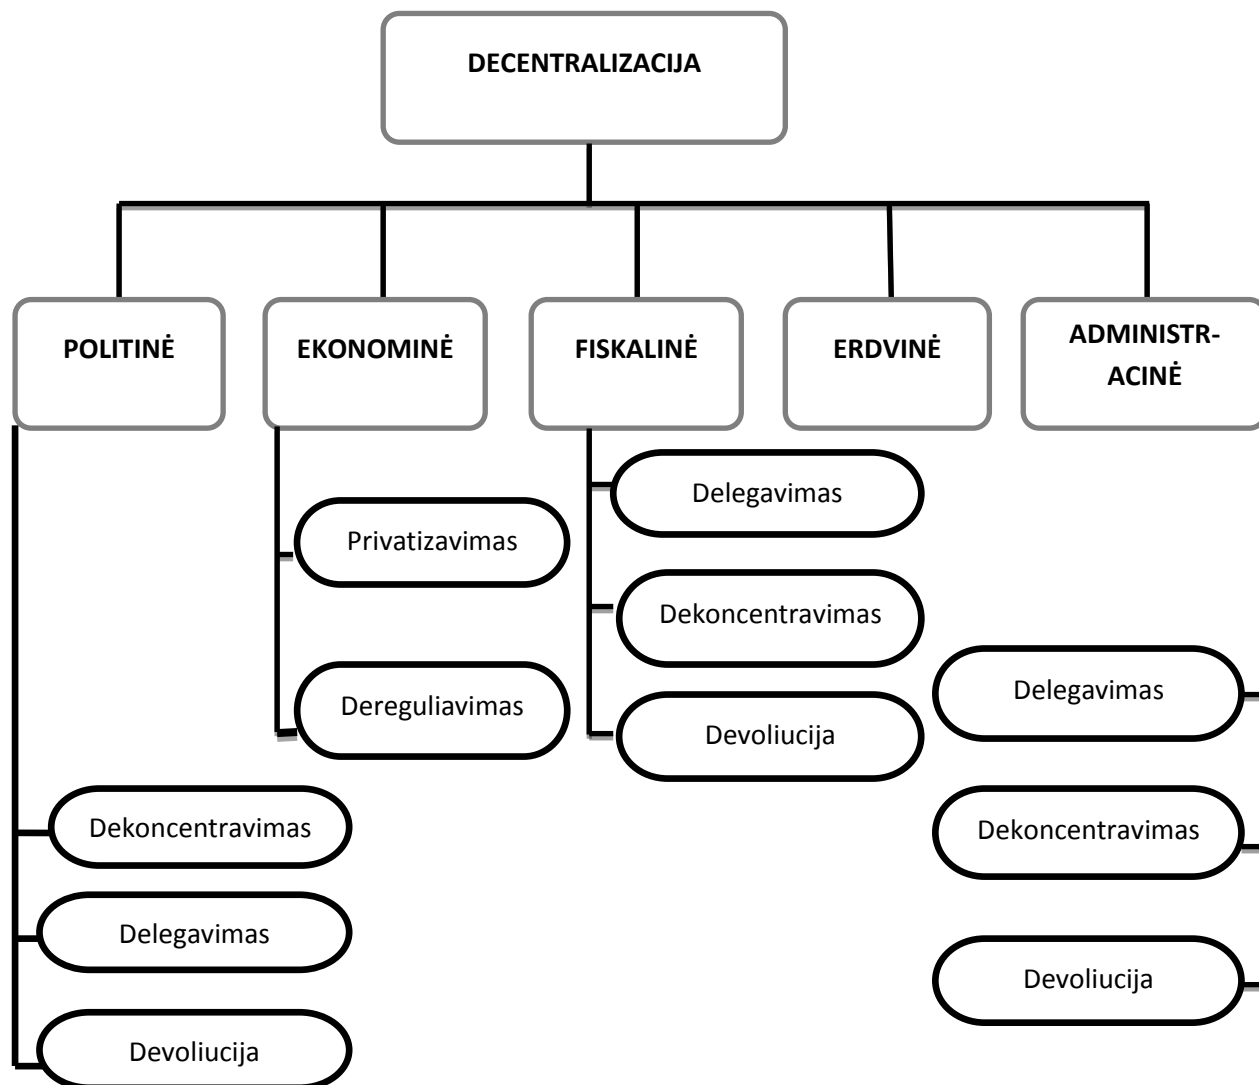 DECENTRALIZACIJA
POLITINĖ
EKONOMINĖ
FISKALINĖ
ERDVINĖ
ADMINISTR-
ACINĖ
Privatizavimas
Dereguliavimas
Delegavimas
Dekoncentravimas
Devoliucija
Dekoncentravimas
Delegavimas
Devoliucija
Delegavimas
Dekoncentravimas
Devoliucija